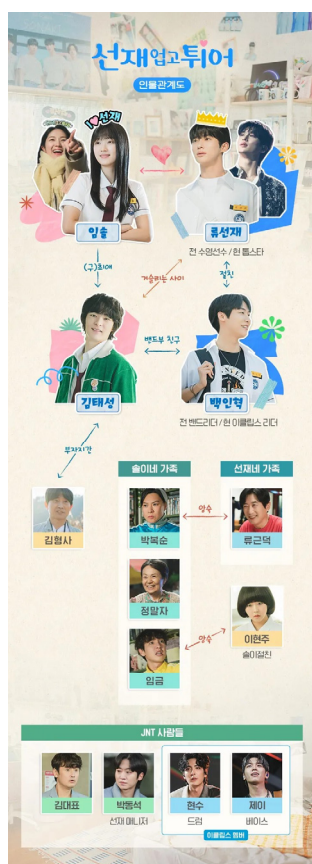 선재 업고 튀어
인물관계도
I♥선재
임솔
류선재
전 수영선수 / 현 톱스타
(구)최애
거슬리는 사이
절친
김태성
밴드부 친구
백인혁
전 밴드리더 / 현 이클립스 리더
부자지간
김형사
솔이네 가족
선재네 가족
박복순
앙숙
류근덕
정말자
임금
앙숙
이현주
솔이절친
JNT 사람들
김대표
박동석
선재 매니저
현수
드럼
제이
베이스
이클립스 멤버